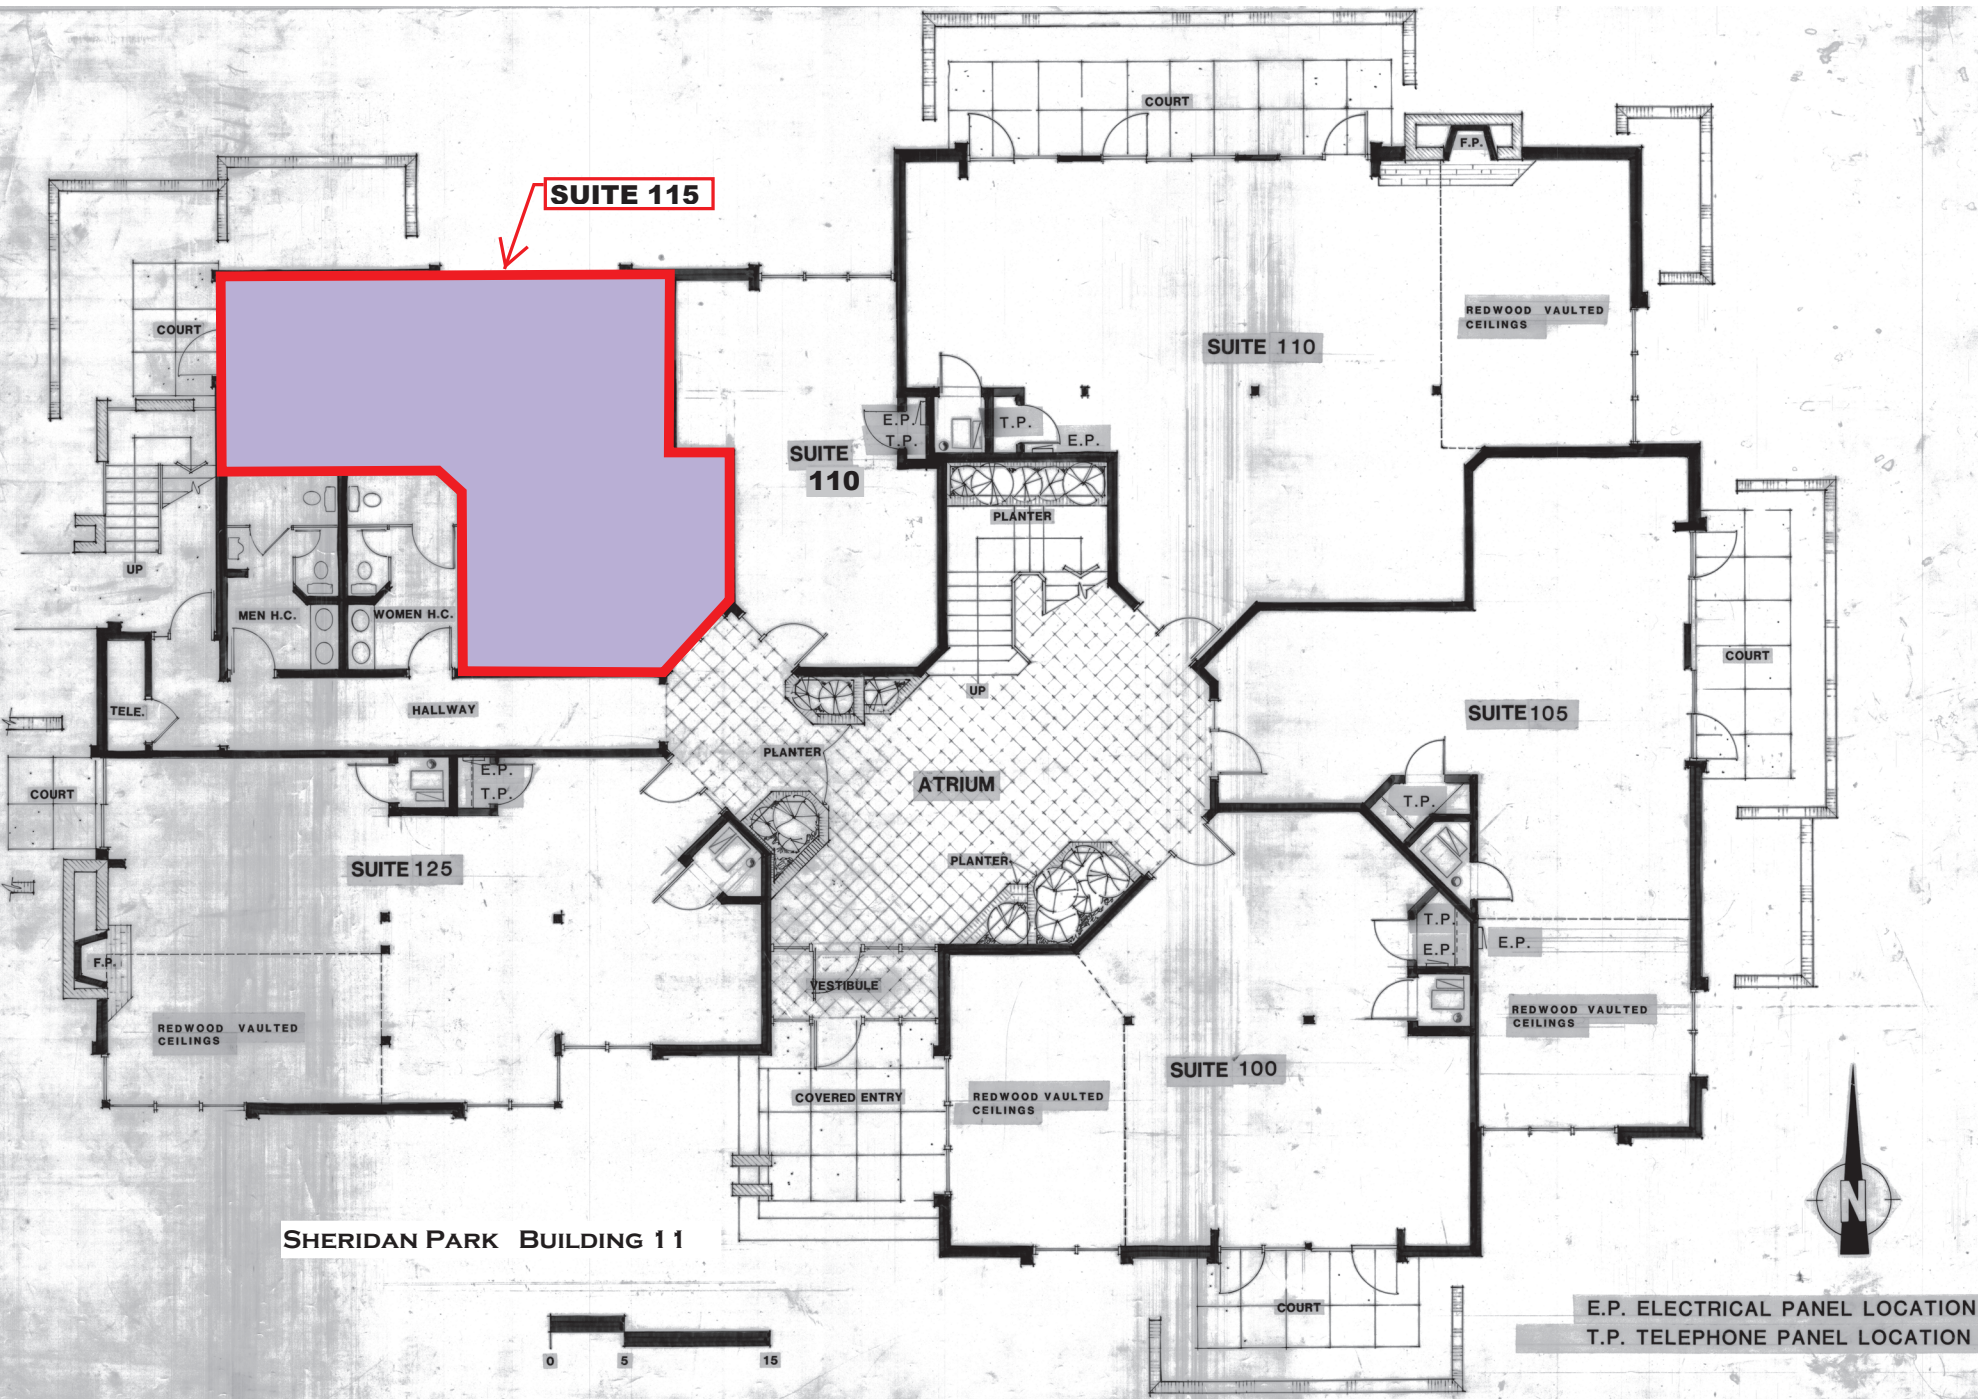 COURT
F.P.
SUITE 115
COURT
REDWOOD VAULTED
CEILINGS
SUITE 110
E.P.
T.P.
T.P.
E.P.
SUITE
110
PLANTER
UP
MEN H.C.
WOMEN H.C.
TELE.
HALLWAY
UP
COURT
SUITE 105
PLANTER
ATRIUM
E.P.
T.P.
COURT
T.P.
SUITE 125
PLANTER
T.P.
E.P.
E.P.
F.P.
VESTIBULE
REDWOOD VAULTED
CEILINGS
REDWOOD VAULTED
CEILINGS
SUITE 100
COVERED ENTRY
REDWOOD VAULTED
CEILINGS
N
SHERIDAN PARK BUILDING 11
COURT
E.P. ELECTRICAL PANEL LOCATION
T.P. TELEPHONE PANEL LOCATION
0 5 15